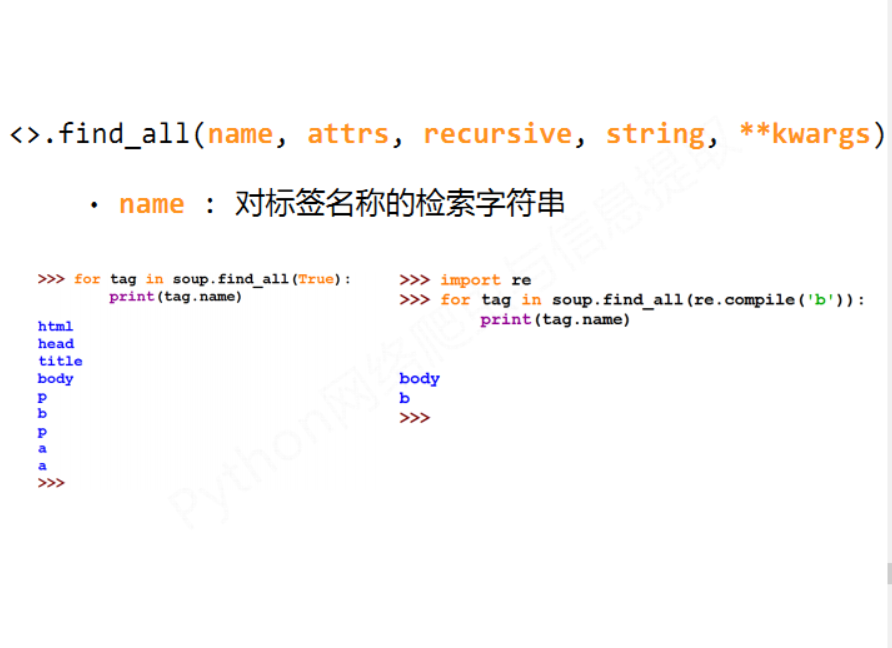 <>.find_all(name, attrs, recursive, string, **kwargs)
• name : 对标签名称的检索字符串
>>> for tag in soup.find_all(True):
        print(tag.name)
html
head
title
body
p
b
p
a
a
>>>
>>> import re
>>> for tag in soup.find_all(re.compile('b')):
        print(tag.name)
body
b
>>>
Python网络爬虫与信息提取